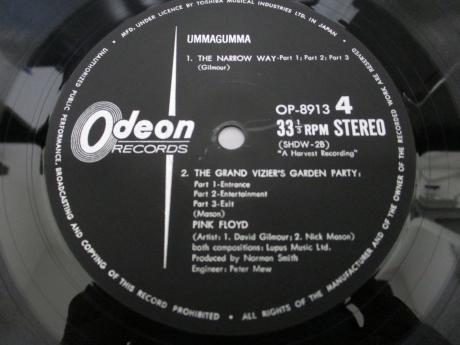 MFD. UNDER LICENCE BY TOSHIBA MUSICAL INDUSTRIES LTD. IN JAPAN •
UNAUTHORIZED PUBLIC PERFORMANCE, BROADCASTING AND COPYING OF THIS RECORD PROHIBITED • ALL RIGHTS OF THE MANUFACTURER AND OF THE OWNER OF THE RECORDED WORK ARE RESERVED
UMMAGUMMA
1. THE NARROW WAY-Part 1; Part 2; Part 3
(Gilmour)
Odeon
RECORDS
OP-8913 4
33 1/3 RPM STEREO
(SHDW-2B)
"A Harvest Recording"
2. THE GRAND VIZIER'S GARDEN PARTY:
Part 1-Entrance
Part 2-Entertainment
Part 3-Exit
(Mason)
PINK FLOYD
(Artist: 1. David Gilmour; 2. Nick Mason)
both compositions: Lupus Music Ltd.
Produced by Norman Smith
Engineer: Peter Mew